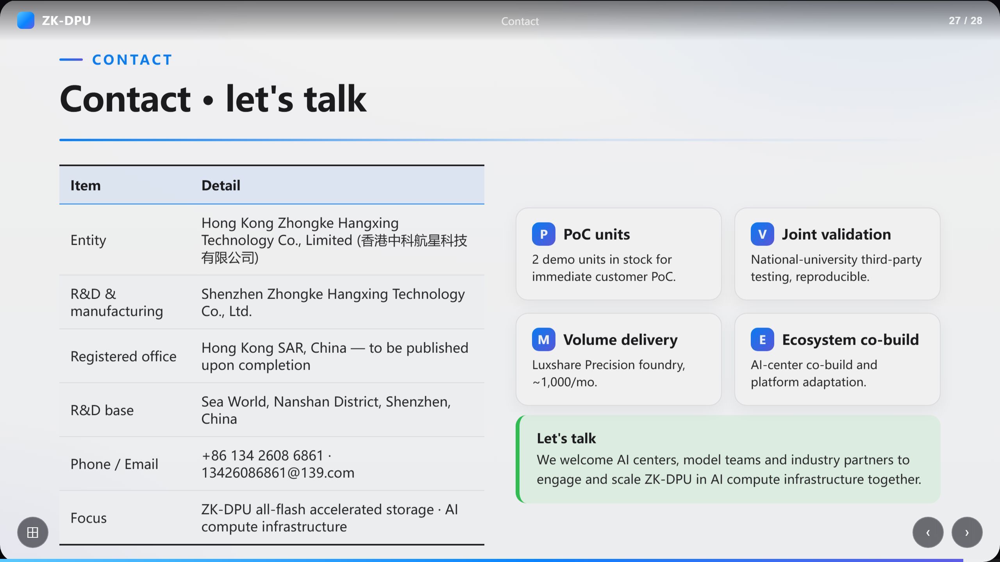 ZK-DPU
Contact
27 / 28
CONTACT
Contact • let's talk
Item
Detail
Entity
Hong Kong Zhongke Hangxing
Technology Co., Limited (香港中科航星科技
有限公司)
R&D &
manufacturing
Shenzhen Zhongke Hangxing Technology
Co., Ltd.
Registered office
Hong Kong SAR, China — to be published
upon completion
R&D base
Sea World, Nanshan District, Shenzhen,
China
Phone / Email
+86 134 2608 6861 ·
13426086861@139.com
Focus
ZK-DPU all-flash accelerated storage · AI
compute infrastructure
P
PoC units
2 demo units in stock for
immediate customer PoC.
V
Joint validation
National-university third-party
testing, reproducible.
M
Volume delivery
Luxshare Precision foundry,
~1,000/mo.
E
Ecosystem co-build
AI-center co-build and
platform adaptation.
Let's talk
We welcome AI centers, model teams and industry partners to
engage and scale ZK-DPU in AI compute infrastructure together.